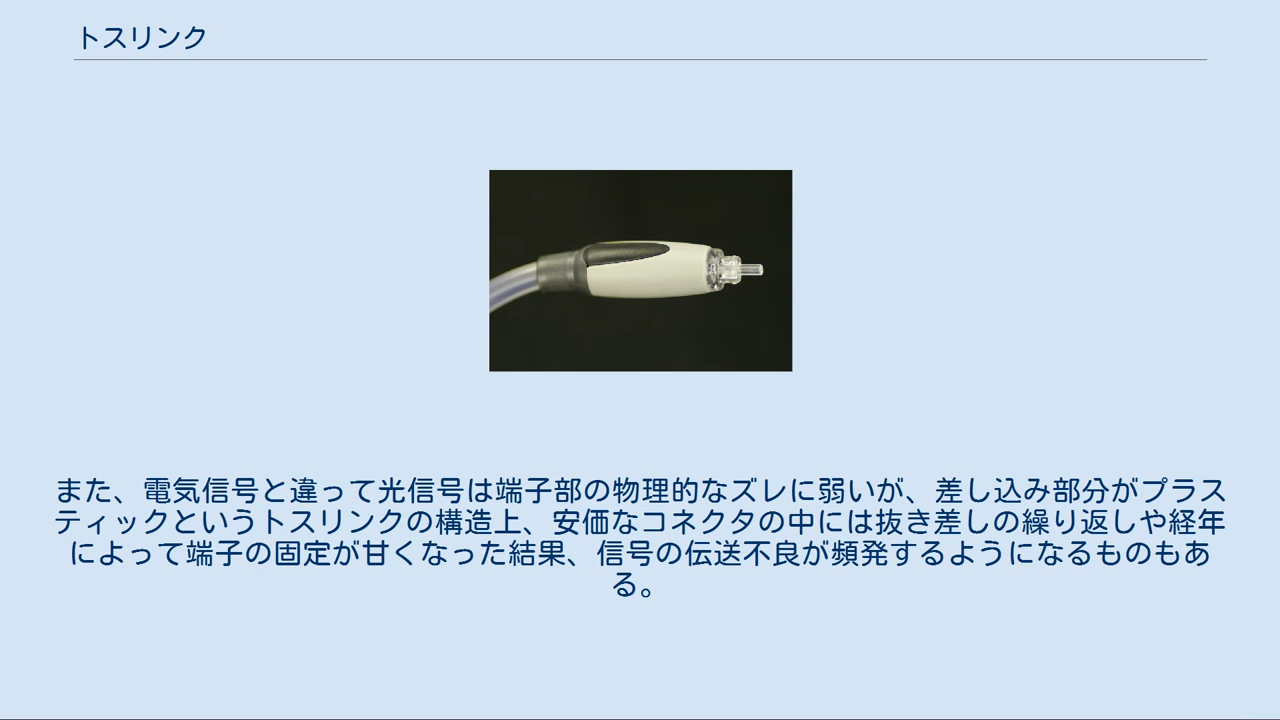 トスリンク
また、電気信号と違って光信号は端子部の物理的なズレに弱いが、差し込み部分がプラス
ティックというトスリンクの構造上、安価なコネクタの中には抜き差しの繰り返しや経年
によって端子の固定が甘くなった結果、信号の伝送不良が頻発するようになるものもあ
る。